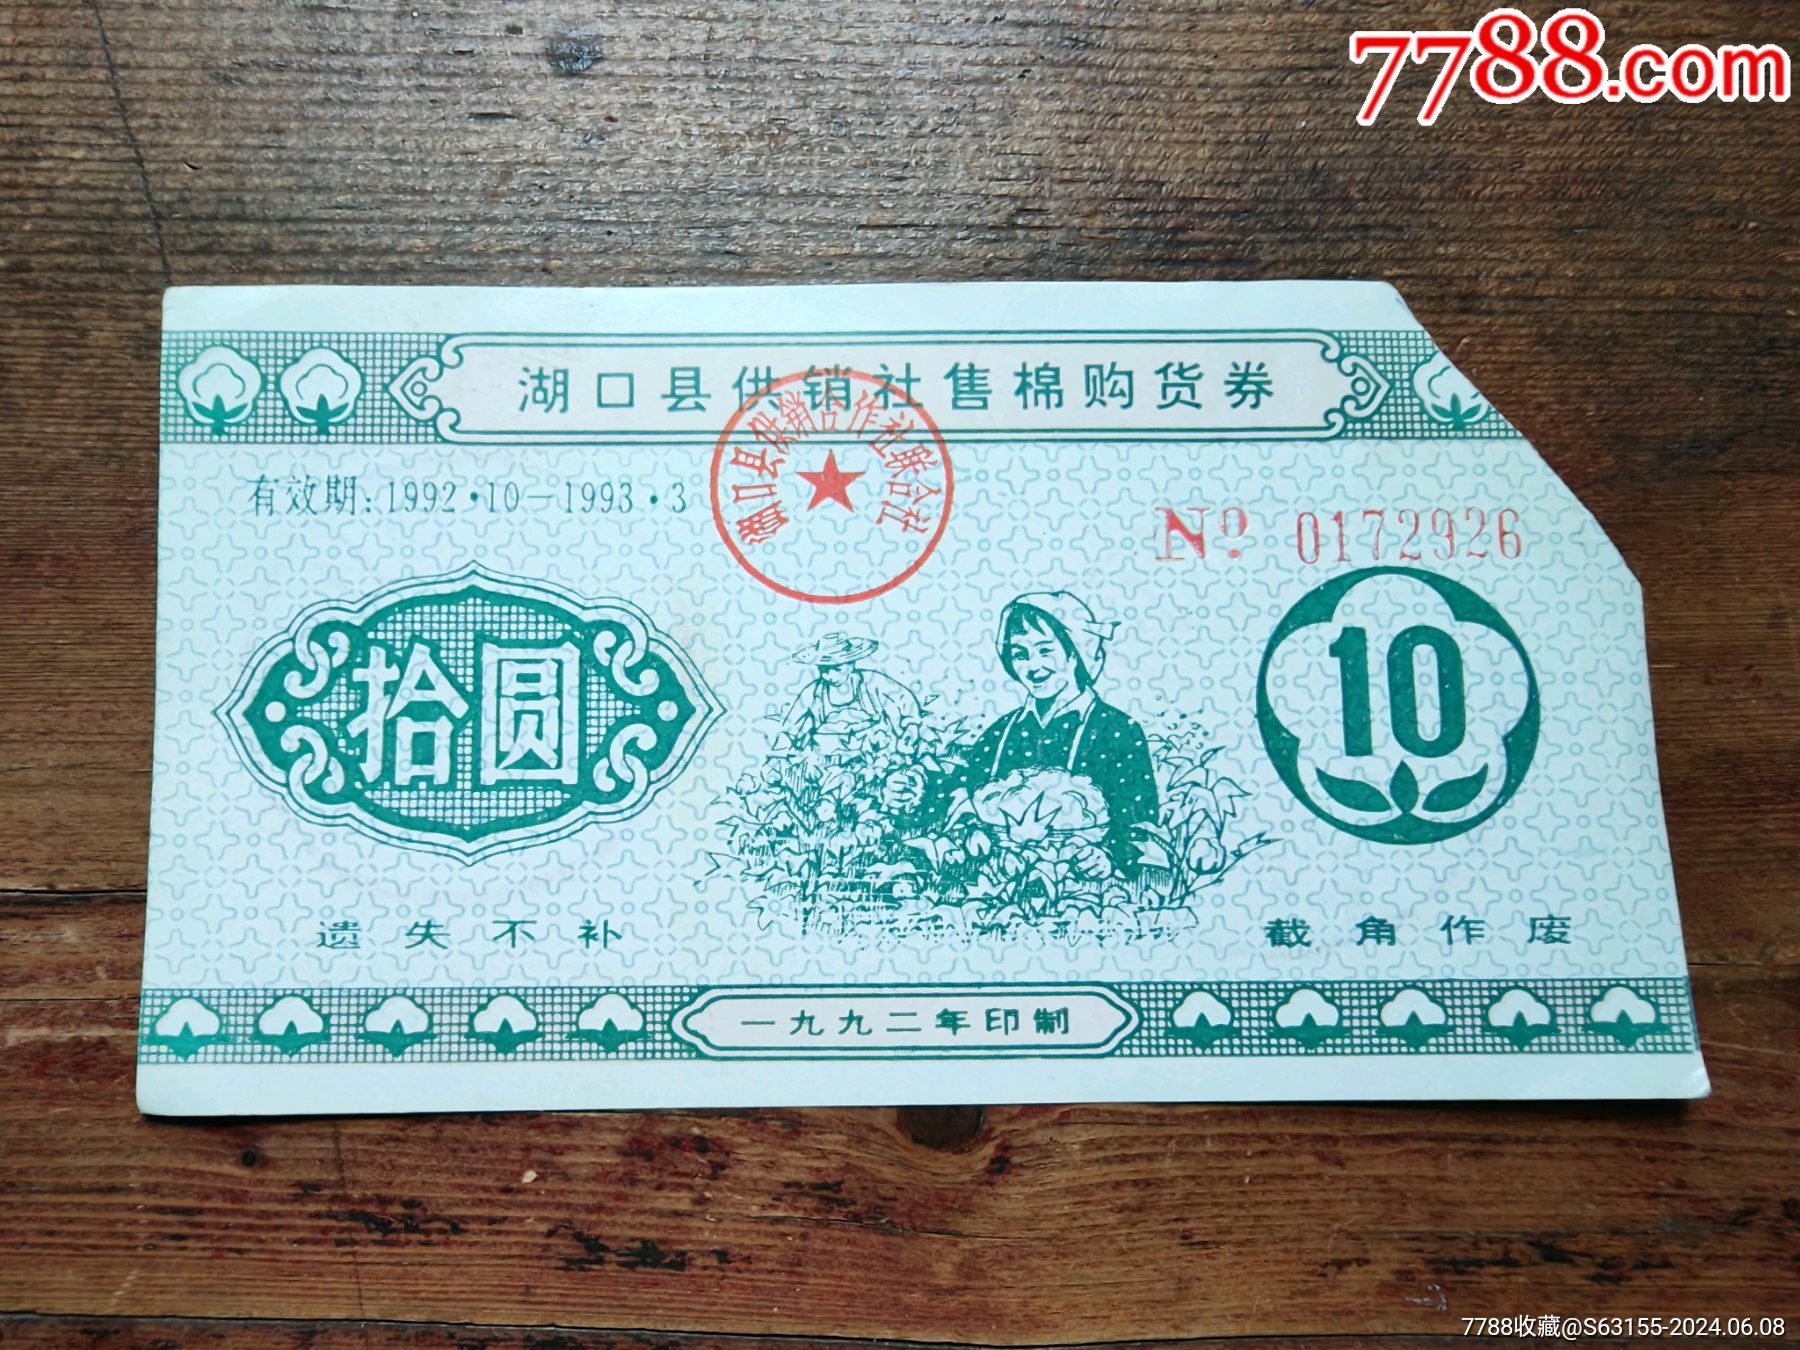 7788.com
湖口县供销社售棉购货券
湖口县供销合作社联合社
有效期:1992·10－1993·3
Nº 0172926
拾圆
10
遗失不补
截角作废
一九九二年印制
7788收藏@S63155-2024.06.08